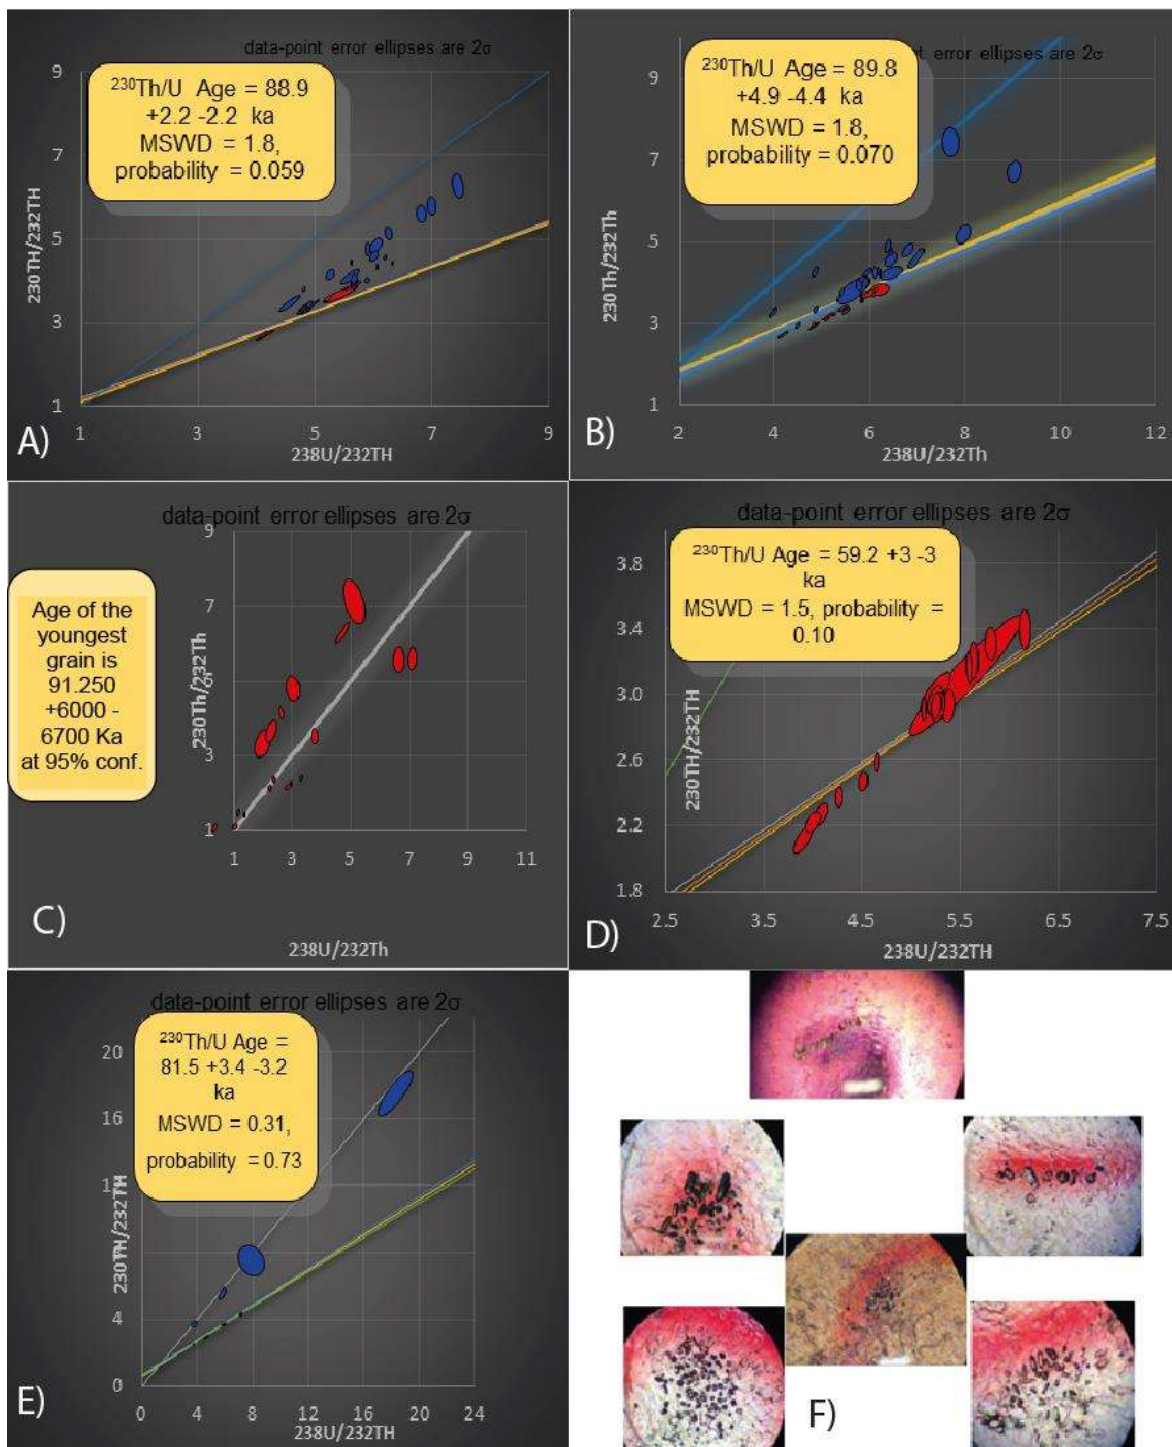 data-point error ellipses are 2σ
²³⁰Th/U Age = 88.9
+2.2 -2.2 ka
MSWD = 1.8,
probability = 0.059
9
7
5
3
1
230TH/232TH
1 3 5 7 9
238U/232TH
A)
error ellipses are 2σ
²³⁰Th/U Age = 89.8
+4.9 -4.4 ka
MSWD = 1.8,
probability = 0.070
9
7
5
3
1
230Th/232Th
2 4 6 8 10 12
238U/232Th
B)
data-point error ellipses are 2σ
Age of the
youngest
grain is
91.250
+6000 -
6700 Ka
at 95% conf.
9
7
5
3
1
230Th/232Th
1 3 5 7 9 11
238U/232Th
C)
data-point error ellipses are 2σ
²³⁰Th/U Age = 59.2 +3 -3
ka
MSWD = 1.5, probability =
0.10
3.8
3.4
3.0
2.6
2.2
1.8
230TH/232TH
2.5 3.5 4.5 5.5 6.5 7.5
238U/232TH
D)
data-point error ellipses are 2σ
²³⁰Th/U Age =
81.5 +3.4 -3.2
ka
MSWD = 0.31,
probability = 0.73
20
16
4
0
230TH/232TH
0 4 8 12 16 20 24
238U/232TH
E)
F)